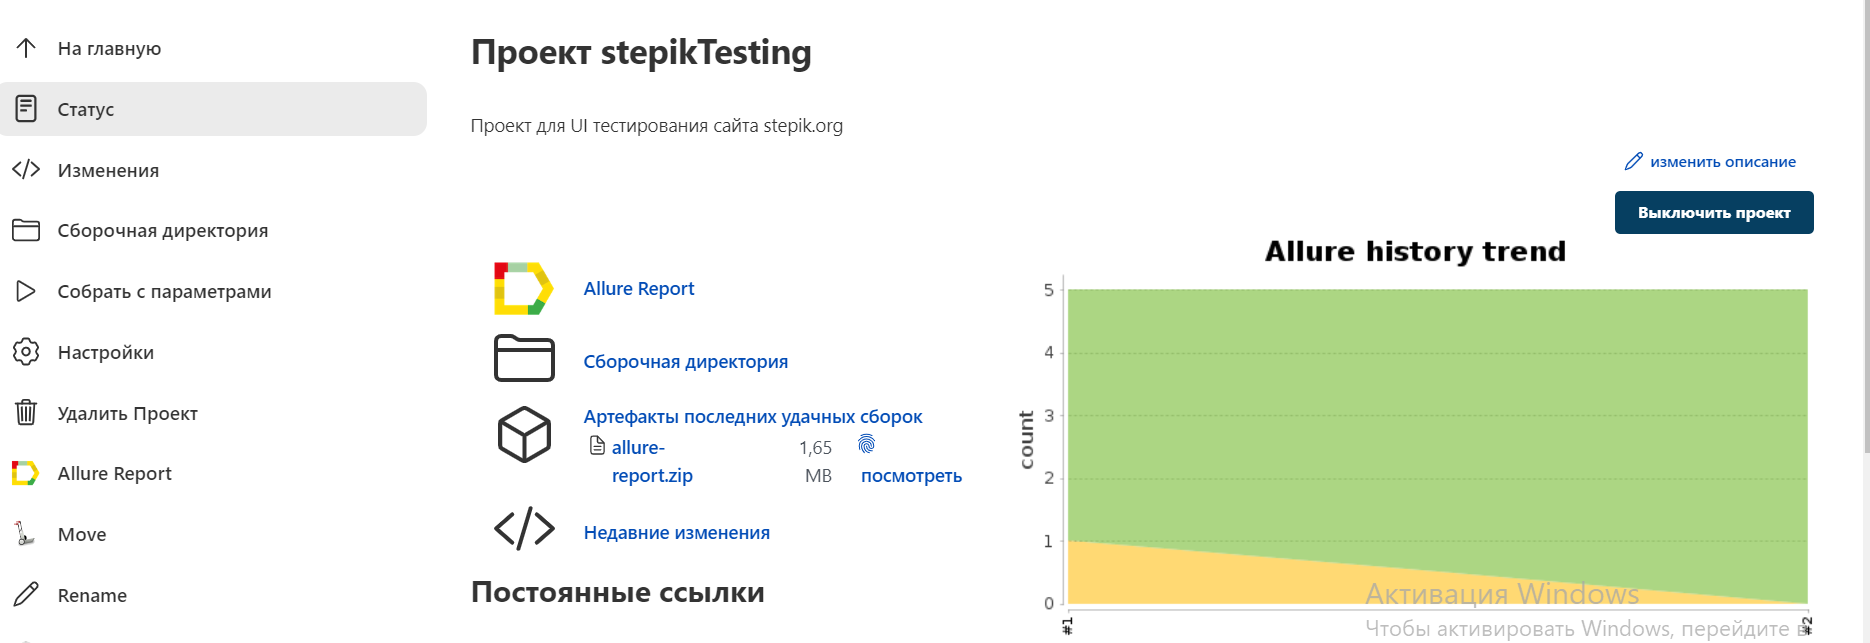 На главную
Статус
Изменения
Сборочная директория
Собрать с параметрами
Настройки
Удалить Проект
Allure Report
Move
Rename
Проект stepikTesting
Проект для UI тестирования сайта stepik.org
изменить описание
Выключить проект
Allure Report
Сборочная директория
Артефакты последних удачных сборок
allure-
report.zip
1,65
MB
посмотреть
Недавние изменения
Постоянные ссылки
Allure history trend
count
5
4
3
2
1
0
#1
#2
Активация Windows
Чтобы активировать Windows, перейдите